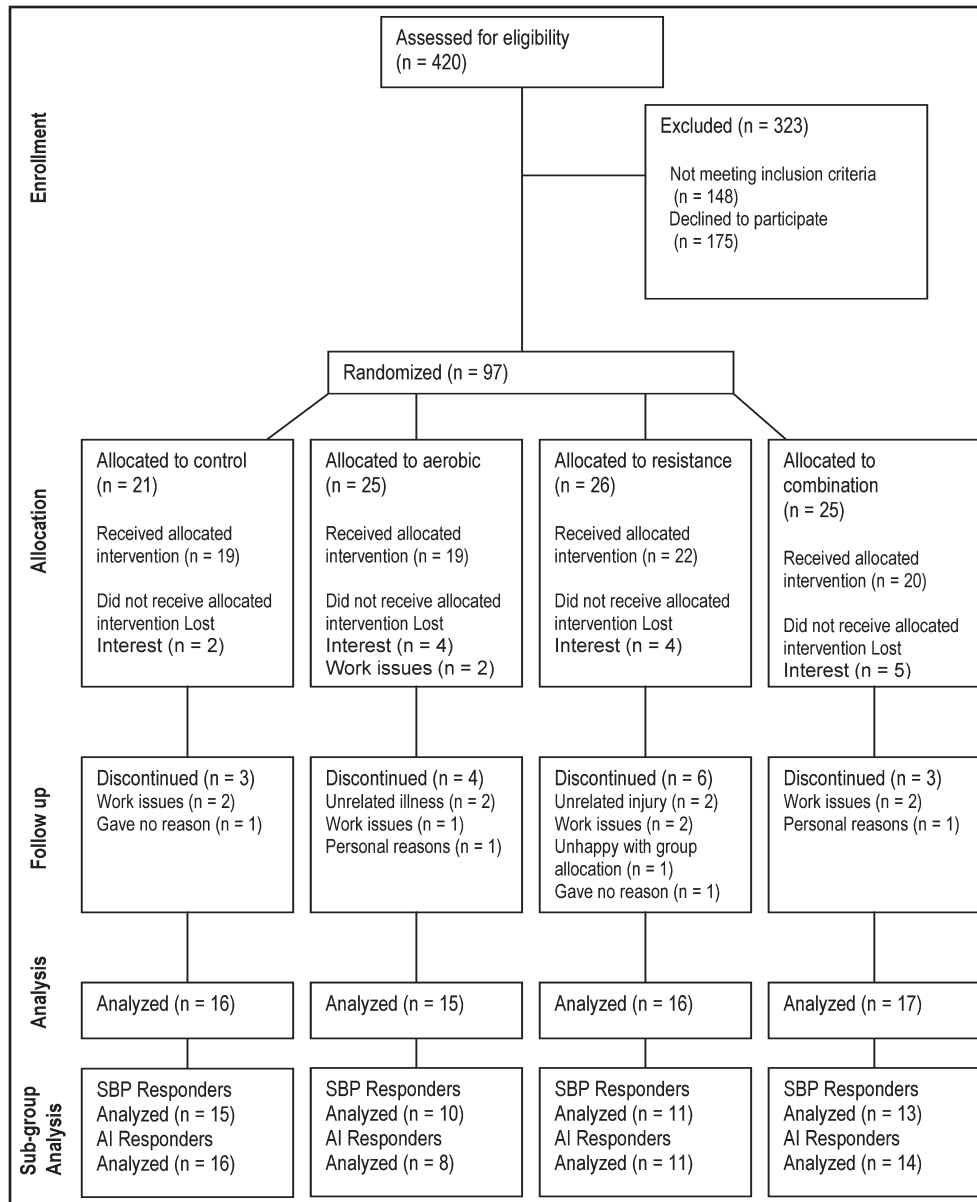 Assessed for eligibility
(n = 420)
Enrollment
Excluded (n = 323)
Not meeting inclusion criteria
(n = 148)
Declined to participate
(n = 175)
Randomized (n = 97)
Allocation
Allocated to control
(n = 21)
Received allocated
intervention (n = 19)
Did not receive allocated
intervention Lost
Interest (n = 2)
Allocated to aerobic
(n = 25)
Received allocated
intervention (n = 19)
Did not receive allocated
intervention Lost
Interest (n = 4)
Work issues (n = 2)
Allocated to resistance
(n = 26)
Received allocated
intervention (n = 22)
Did not receive allocated
intervention Lost
Interest (n = 4)
Allocated to
combination
(n = 25)
Received allocated
intervention (n = 20)
Did not receive allocated
intervention Lost
Interest (n = 5)
Follow up
Discontinued (n = 3)
Work issues (n = 2)
Gave no reason (n = 1)
Discontinued (n = 4)
Unrelated illness (n = 2)
Work issues (n = 1)
Personal reasons (n = 1)
Discontinued (n = 6)
Unrelated injury (n = 2)
Work issues (n = 2)
Unhappy with group
allocation (n = 1)
Gave no reason (n = 1)
Discontinued (n = 3)
Work issues (n = 2)
Personal reasons (n = 1)
Analysis
Analyzed (n = 16)
Analyzed (n = 15)
Analyzed (n = 16)
Analyzed (n = 17)
Sub-group
Analysis
SBP Responders
Analyzed (n = 15)
AI Responders
Analyzed (n = 16)
SBP Responders
Analyzed (n = 10)
AI Responders
Analyzed (n = 8)
SBP Responders
Analyzed (n = 11)
AI Responders
Analyzed (n = 11)
SBP Responders
Analyzed (n = 13)
AI Responders
Analyzed (n = 14)